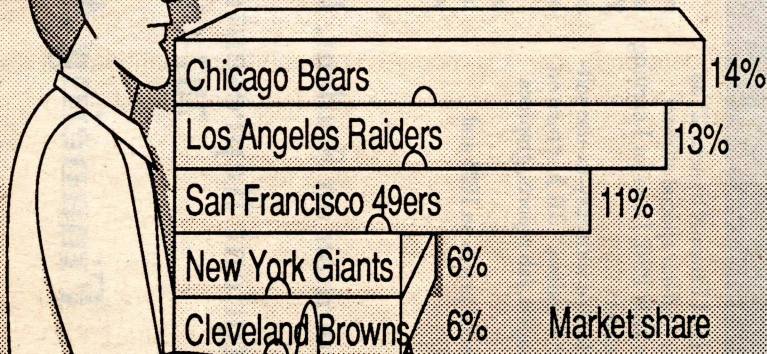 Chicago Bears 14%
Los Angeles Raiders 13%
San Francisco 49ers 11%
New York Giants 6%
Cleveland Browns 6% Market share